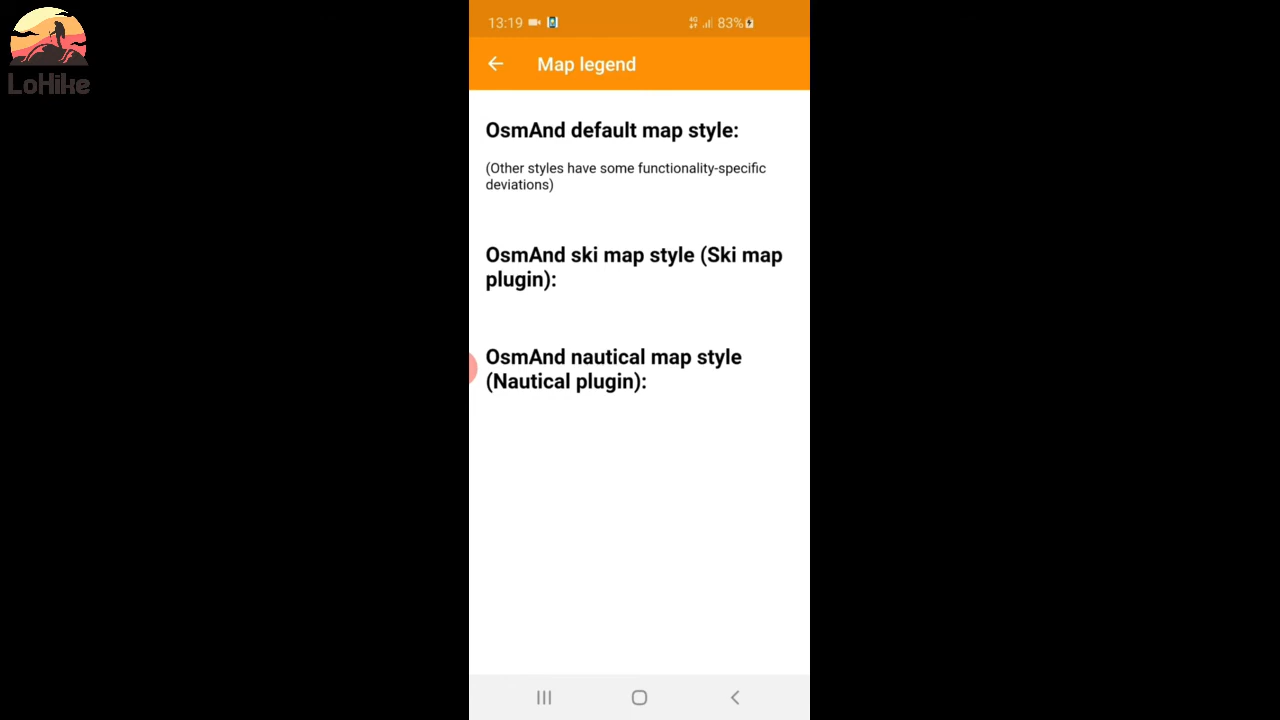 LoHike
13:19
4G
83%
Map legend
OsmAnd default map style:
(Other styles have some functionality-specific
deviations)
OsmAnd ski map style (Ski map
plugin):
OsmAnd nautical map style
(Nautical plugin):